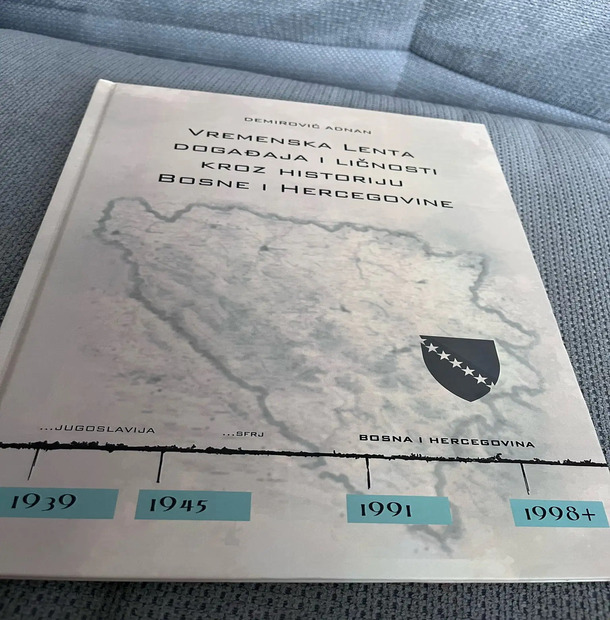 DEMIROVIĆ ADNAN
VREMENSKA LENTA
DOGAĐAJA I LIČNOSTI
KROZ HISTORIJU
BOSNE I HERCEGOVINE
...JUGOSLAVIJA
...SFRJ
BOSNA I HERCEGOVINA
1939
1945
1991
1998+